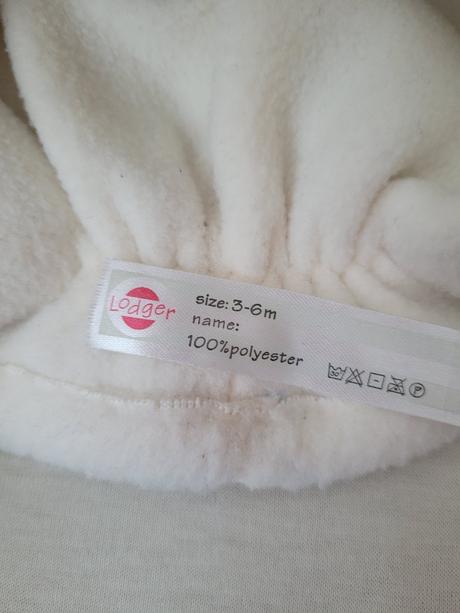 Lodger
size: 3-6m
name:
100%polyester